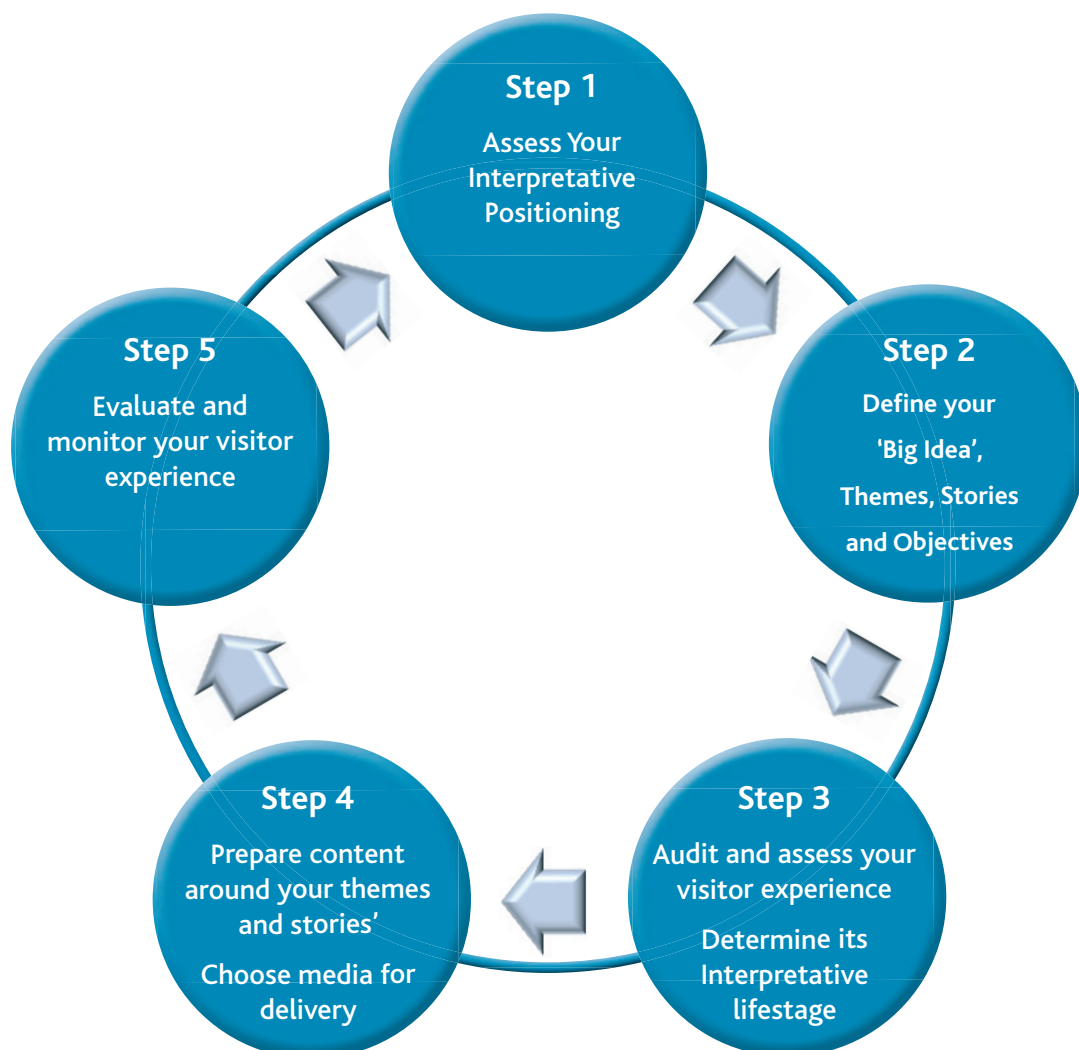 Step 1
Assess Your
Interpretative
Positioning
Step 2
Define your
‘Big Idea’,
Themes, Stories
and Objectives
Step 3
Audit and assess your
visitor experience
Determine its
Interpretative
lifestage
Step 4
Prepare content
around your themes
and stories’
Choose media for
delivery
Step 5
Evaluate and
monitor your visitor
experience